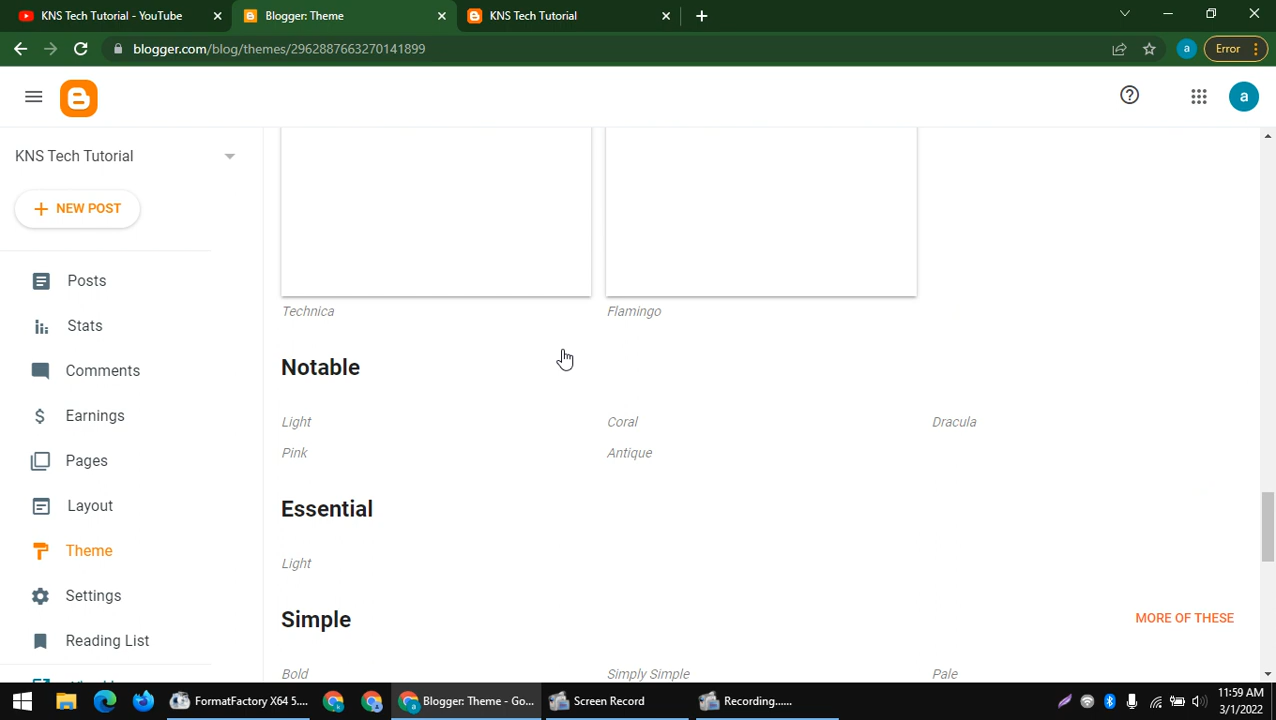 KNS Tech Tutorial - YouTube
Blogger: Theme
KNS Tech Tutorial
blogger.com/blog/themes/2962887663270141899
a
Error
a
KNS Tech Tutorial
NEW POST
Posts
Stats
Comments
Earnings
Pages
Layout
Theme
Settings
Reading List
Technica
Flamingo
Notable
Light
Coral
Dracula
Pink
Antique
Essential
Light
Simple
MORE OF THESE
Bold
Simply Simple
Pale
FormatFactory X64 5....
Blogger: Theme - Go...
Screen Record
Recording......
11:59 AM
3/1/2022